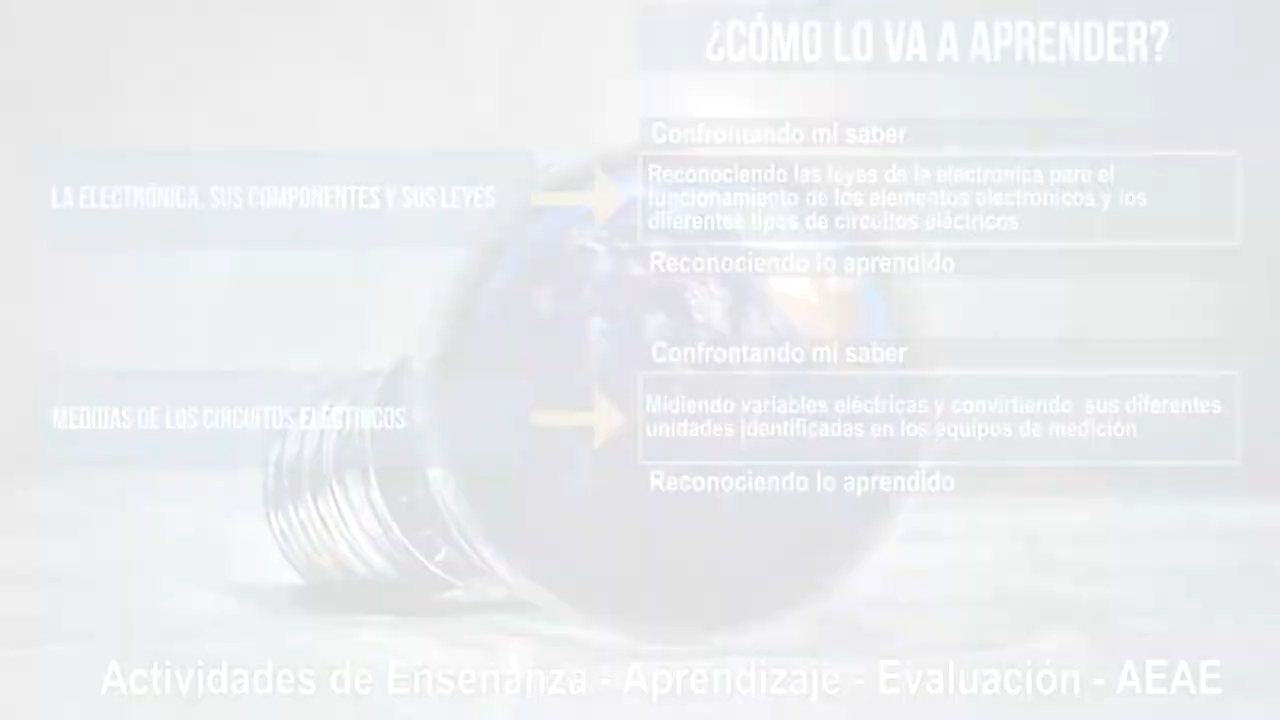 ¿CÓMO LO VA A APRENDER?
Confrontando mi saber
LA ELECTRÓNICA, SUS COMPONENTES Y SUS LEYES
Reconociendo las leyes de la electronica para el
funcionamiento de los elementos electronicos y los
diferentes tipos de circuitos eléctricos
Reconociendo lo aprendido
Confrontando mi saber
MEDIDAS DE LOS CIRCUITOS ELÉCTRICOS
Midiendo variables eléctricas y convirtiendo sus diferentes
unidades identificadas en los equipos de medición
Reconociendo lo aprendido
Actividades de Enseñanza - Aprendizaje - Evaluación - AEAE